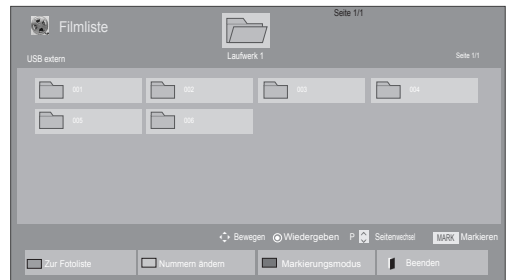 Seite 1/1
Filmliste
Laufwerk 1
USB extern
Seite 1/1
001 002 003 004
005 006
Bewegen Wiedergeben P Seitenwechsel MARK Markieren
Zur Fotoliste Nummern ändern Markierungsmodus Beenden